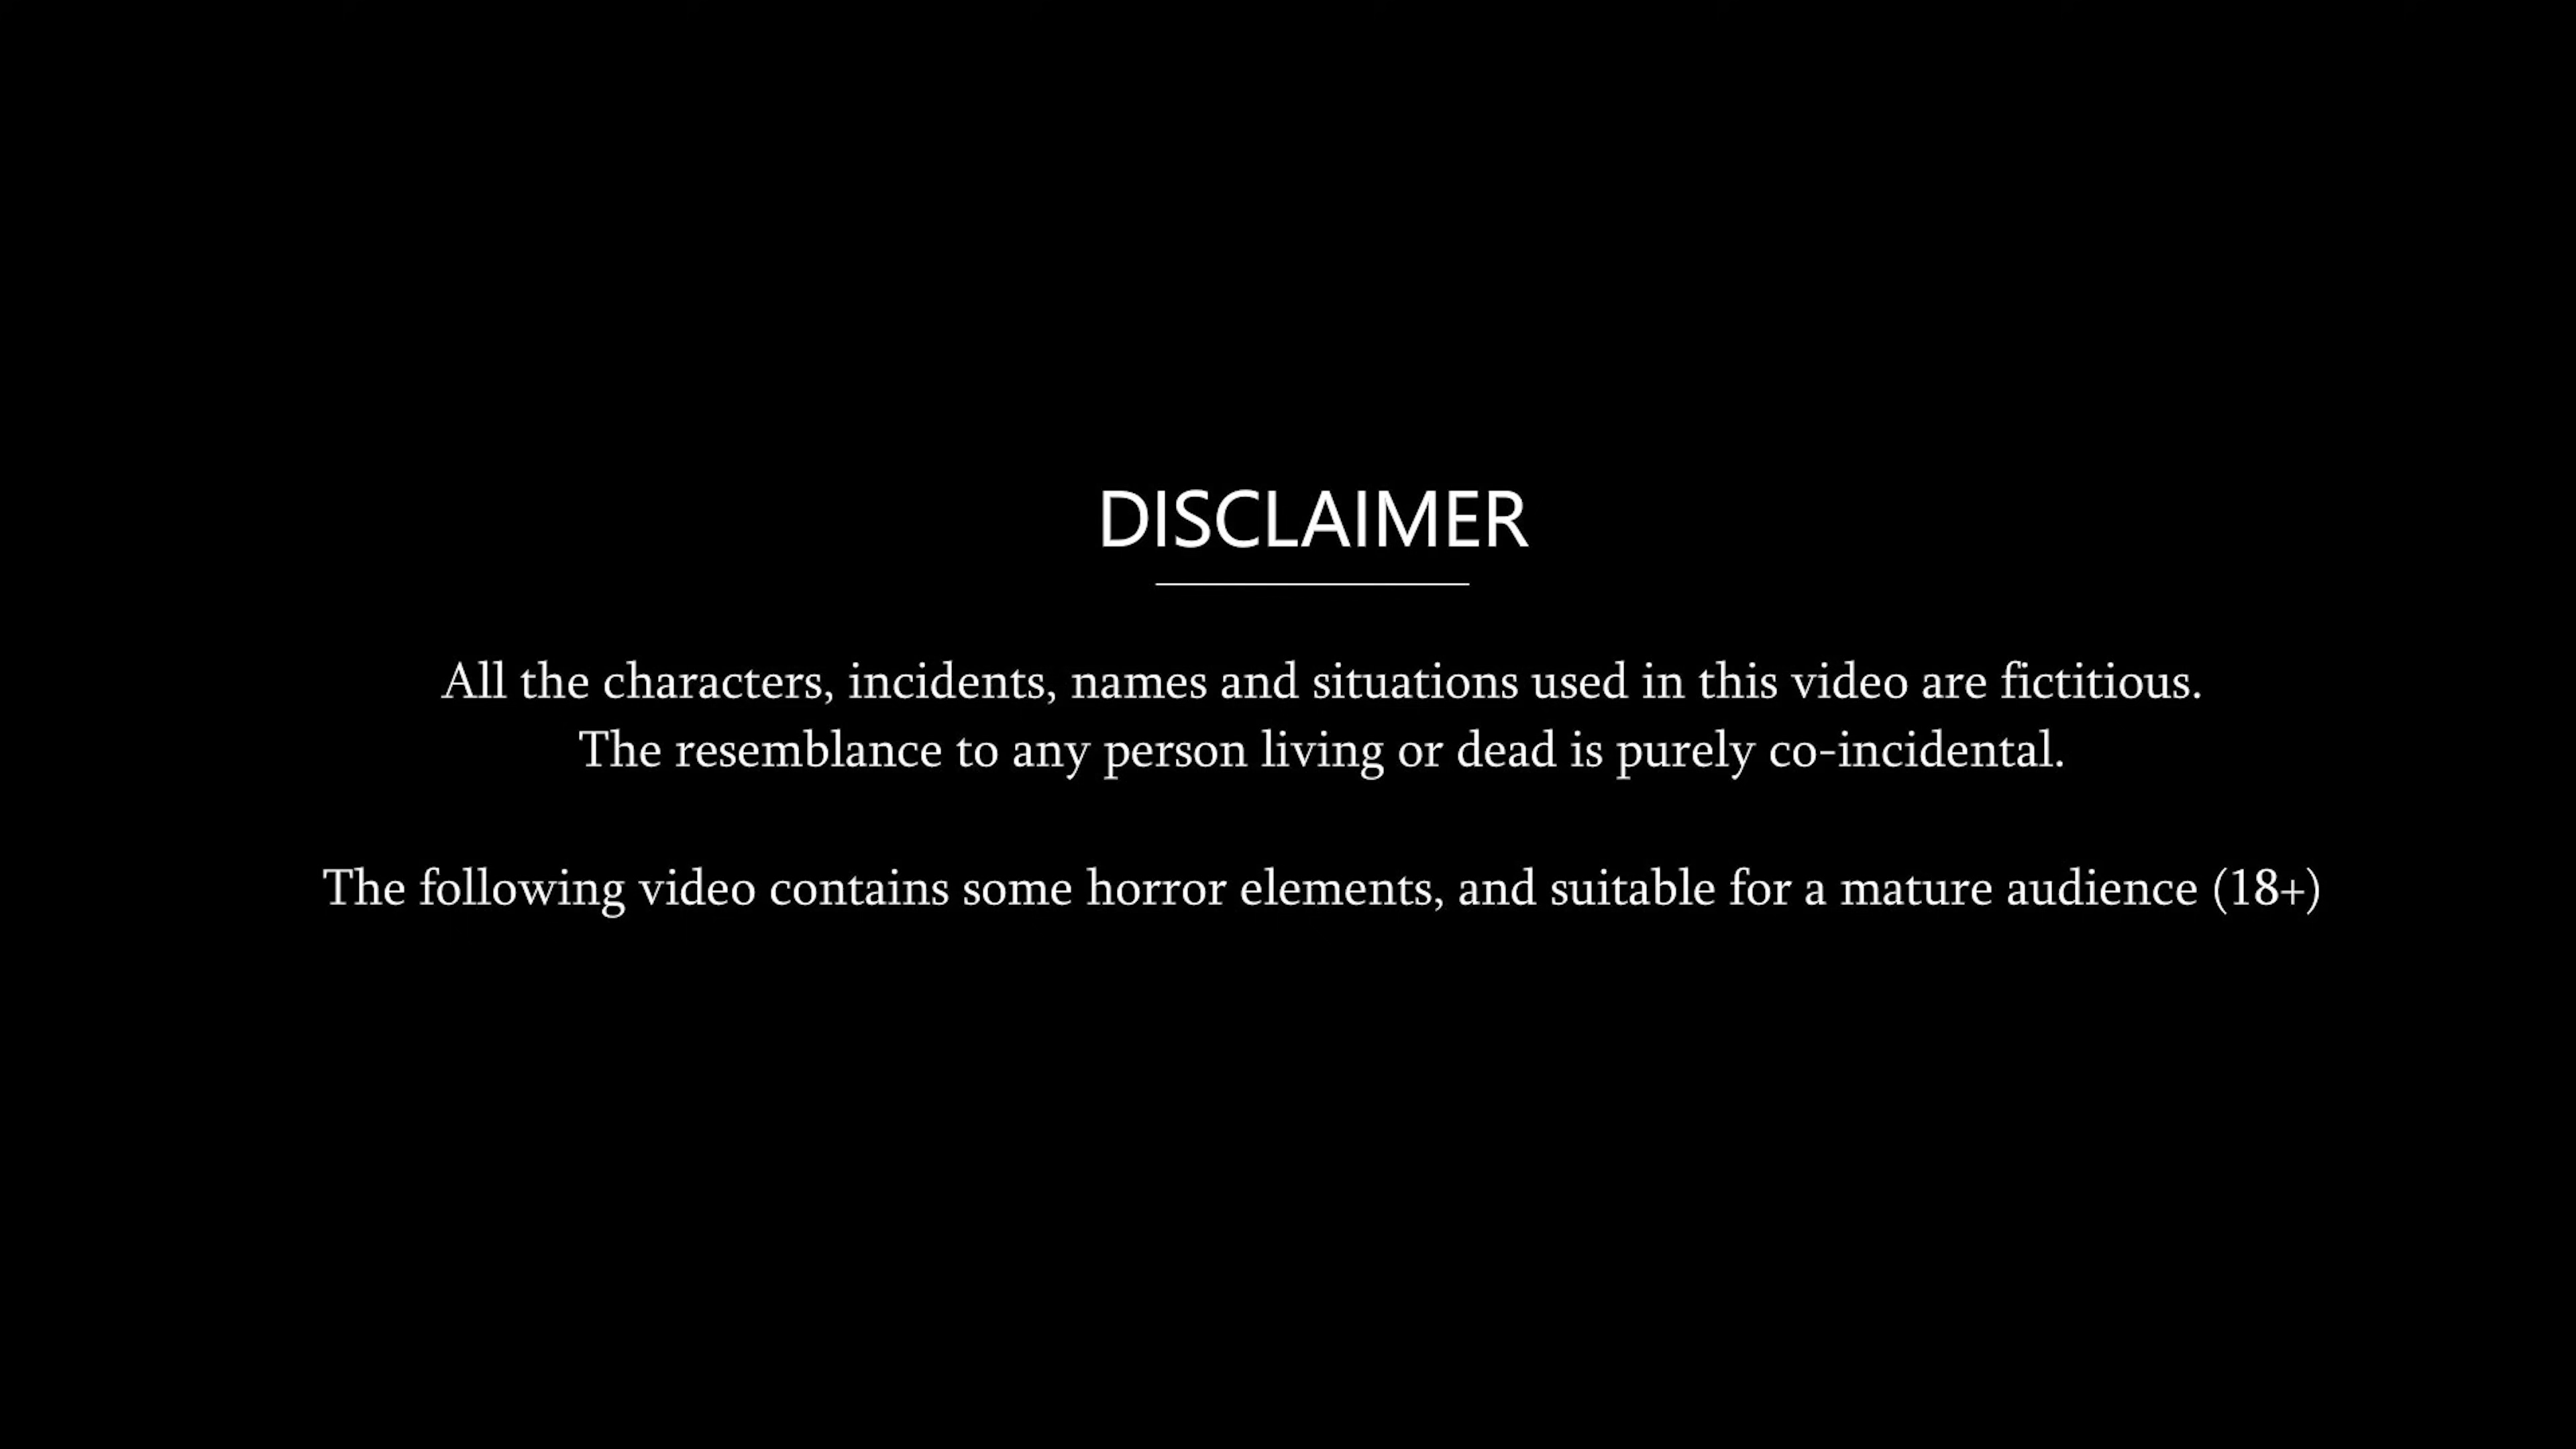 DISCLAIMER
All the characters, incidents, names and situations used in this video are fictitious.
The resemblance to any person living or dead is purely co-incidental.
The following video contains some horror elements, and suitable for a mature audience (18+)